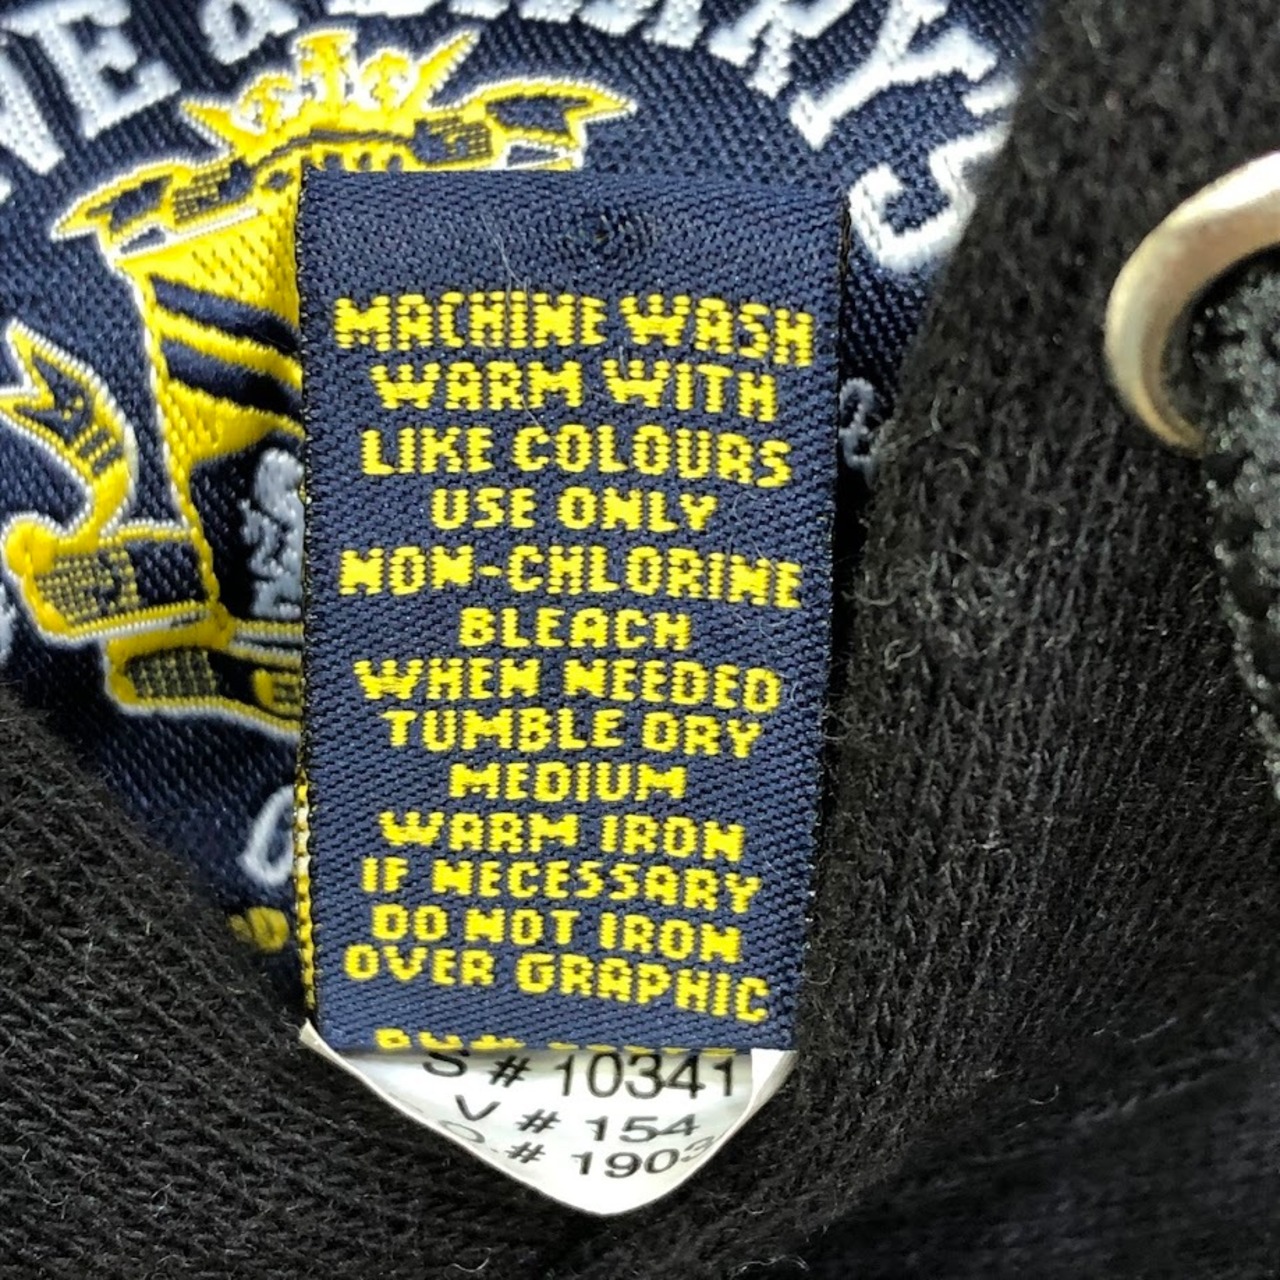 MACHINE WASH
WARM WITH
LIKE COLOURS
USE ONLY
NON-CHLORINE
BLEACH
WHEN NEEDED
TUMBLE DRY
MEDIUM
WARM IRON
IF NECESSARY
DO NOT IRON
OVER GRAPHIC
S # 10341
V # 154